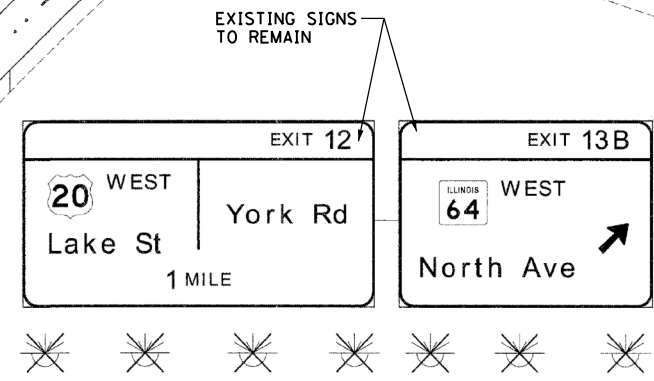 EXISTING SIGNS
TO REMAIN
EXIT 12
20 WEST
Lake St
York Rd
1 MILE
EXIT 13B
ILLINOIS
64
WEST
North Ave